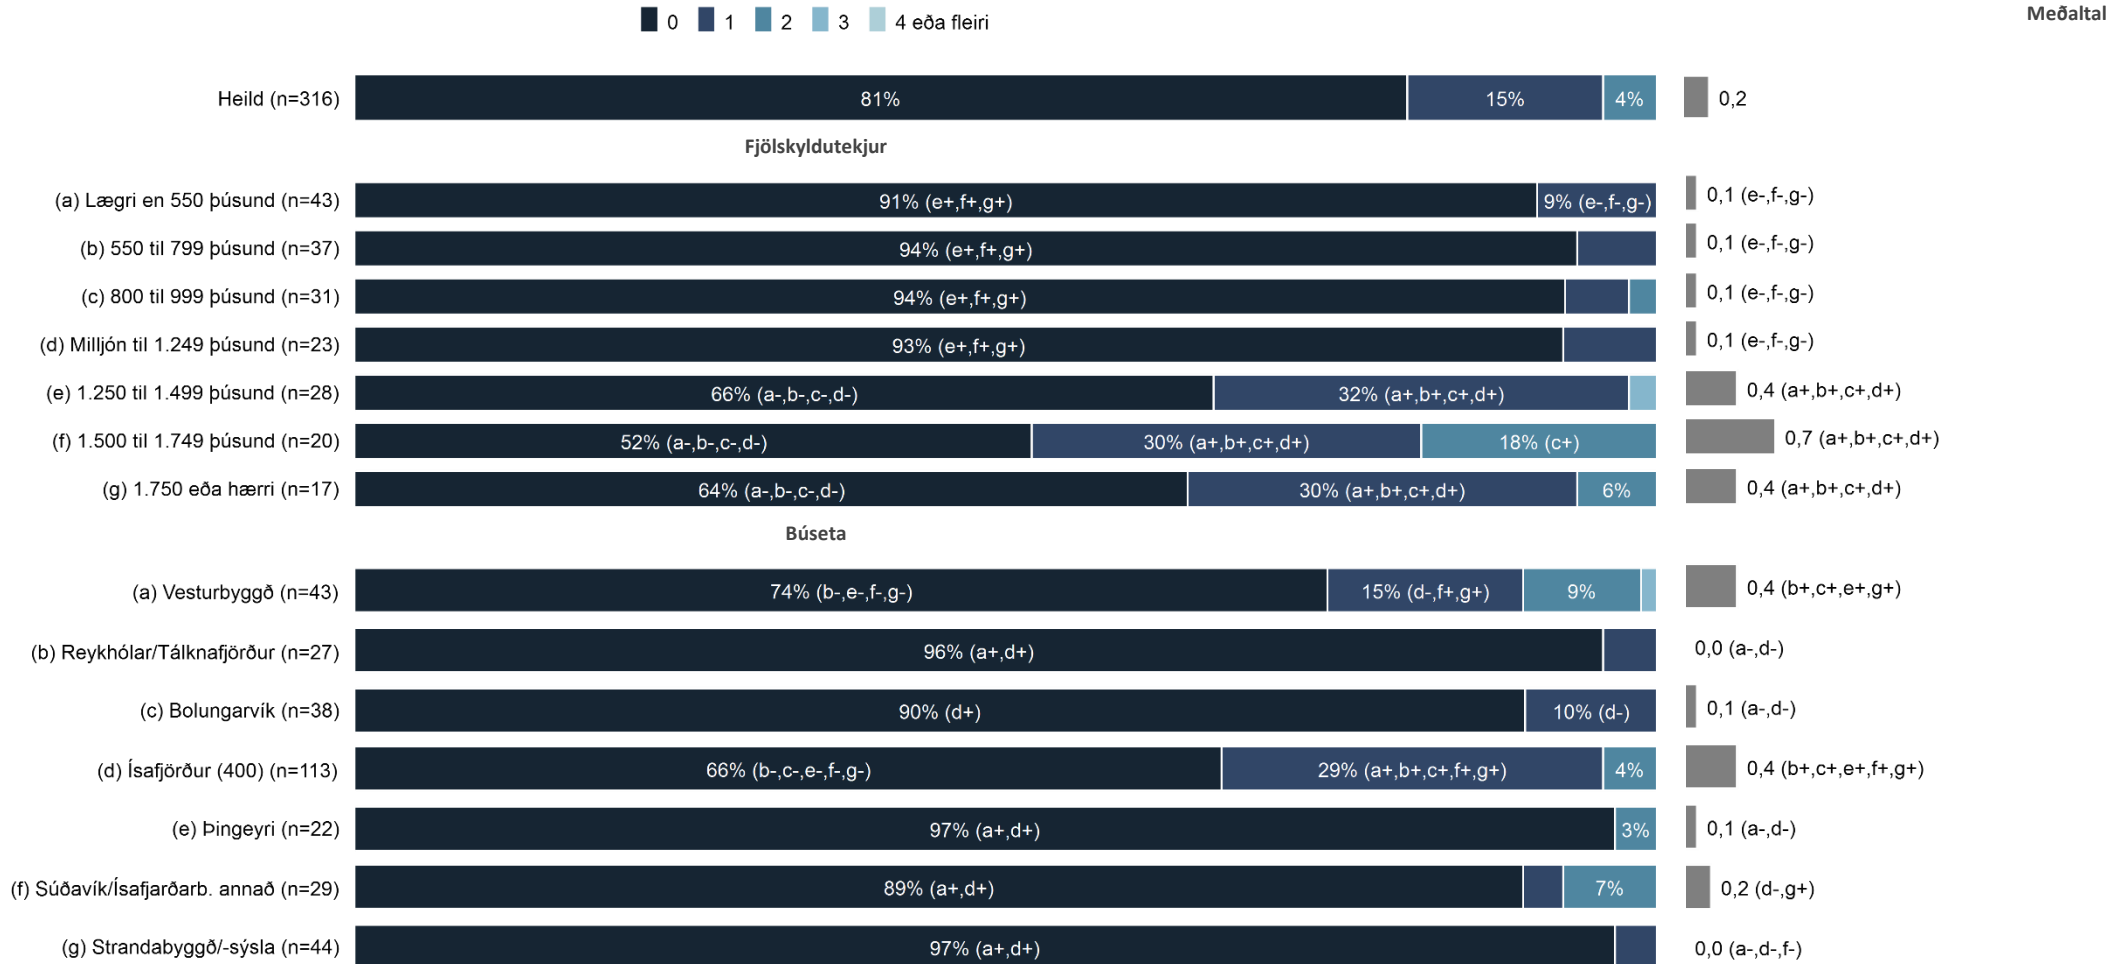 0 1 2 3 4 eða fleiri
Meðaltal
Heild (n=316) 81% 15% 4% 0,2
Fjölskyldutekjur
(a) Lægri en 550 þúsund (n=43) 91% (e+,f+,g+) 9% (e-,f-,g-) 0,1 (e-,f-,g-)
(b) 550 til 799 þúsund (n=37) 94% (e+,f+,g+) 0,1 (e-,f-,g-)
(c) 800 til 999 þúsund (n=31) 94% (e+,f+,g+) 0,1 (e-,f-,g-)
(d) Milljón til 1.249 þúsund (n=23) 93% (e+,f+,g+) 0,1 (e-,f-,g-)
(e) 1.250 til 1.499 þúsund (n=28) 66% (a-,b-,c-,d-) 32% (a+,b+,c+,d+) 0,4 (a+,b+,c+,d+)
(f) 1.500 til 1.749 þúsund (n=20) 52% (a-,b-,c-,d-) 30% (a+,b+,c+,d+) 18% (c+) 0,7 (a+,b+,c+,d+)
(g) 1.750 eða hærri (n=17) 64% (a-,b-,c-,d-) 30% (a+,b+,c+,d+) 6% 0,4 (a+,b+,c+,d+)
Búseta
(a) Vesturbyggð (n=43) 74% (b-,e-,f-,g-) 15% (d-,f+,g+) 9% 0,4 (b+,c+,e+,g+)
(b) Reykhólar/Tálknafjörður (n=27) 96% (a+,d+) 0,0 (a-,d-)
(c) Bolungarvík (n=38) 90% (d+) 10% (d-) 0,1 (a-,d-)
(d) Ísafjörður (400) (n=113) 66% (b-,c-,e-,f-,g-) 29% (a+,b+,c+,f+,g+) 4% 0,4 (b+,c+,e+,f+,g+)
(e) Þingeyri (n=22) 97% (a+,d+) 3% 0,1 (a-,d-)
(f) Súðavík/Ísafjarðarb. annað (n=29) 89% (a+,d+) 7% 0,2 (d-,g+)
(g) Strandabyggð/-sýsla (n=44) 97% (a+,d+) 0,0 (a-,d-,f-)